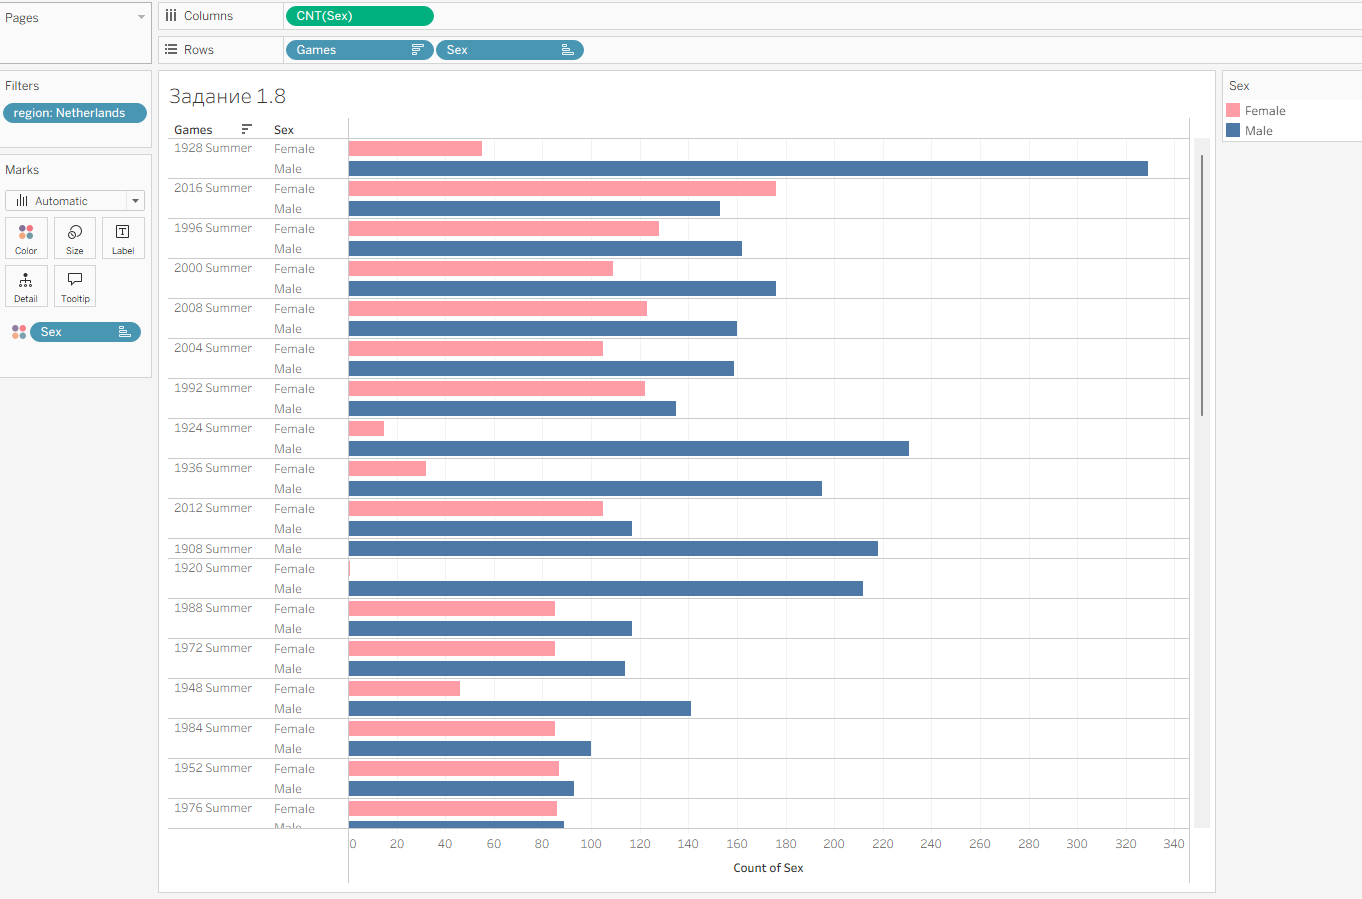 Pages
Columns
CNT(Sex)
Rows
Games
Sex
Filters
region: Netherlands
Marks
Automatic
Color
Size
Label
Detail
Tooltip
Sex
Задание 1.8
Games
Sex
1928 Summer
Female
Male
2016 Summer
Female
Male
1996 Summer
Female
Male
2000 Summer
Female
Male
2008 Summer
Female
Male
2004 Summer
Female
Male
1992 Summer
Female
Male
1924 Summer
Female
Male
1936 Summer
Female
Male
2012 Summer
Female
Male
1908 Summer
Male
1920 Summer
Female
Male
1988 Summer
Female
Male
1972 Summer
Female
Male
1948 Summer
Female
Male
1984 Summer
Female
Male
1952 Summer
Female
Male
1976 Summer
Female
Male
0 20 40 60 80 100 120 140 160 180 200 220 240 260 280 300 320 340
Count of Sex
Sex
Female
Male